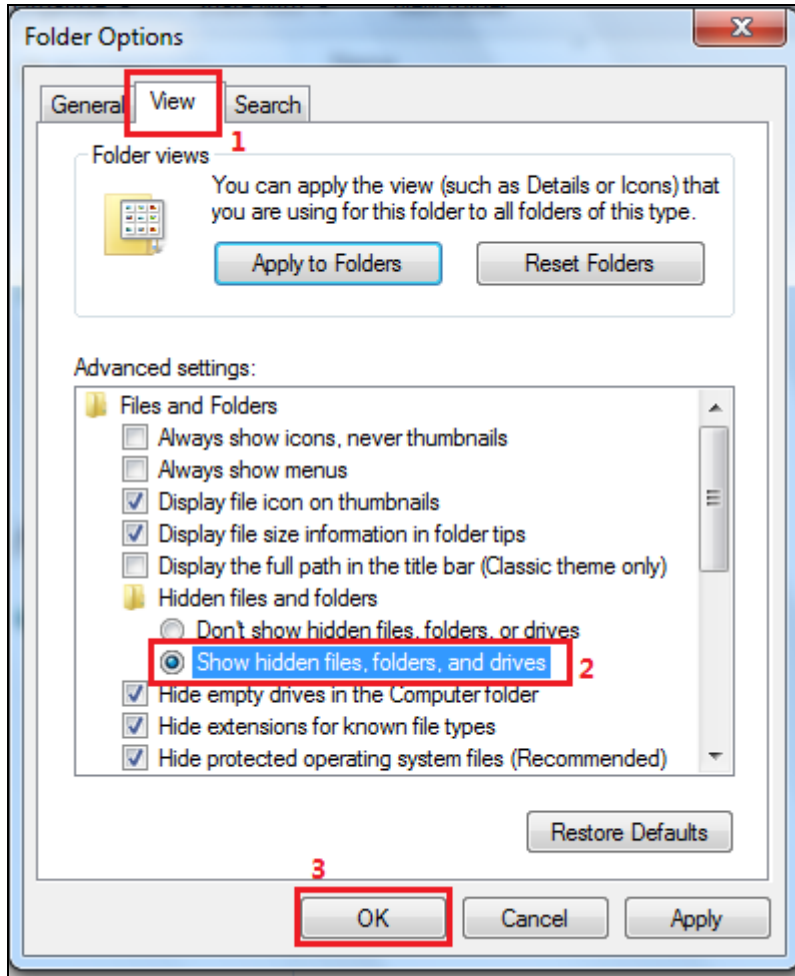 Folder Options
x
General View Search
1
Folder views
You can apply the view (such as Details or Icons) that
you are using for this folder to all folders of this type.
Apply to Folders Reset Folders
Advanced settings:
Files and Folders
Always show icons, never thumbnails
Always show menus
Display file icon on thumbnails
Display file size information in folder tips
Display the full path in the title bar (Classic theme only)
Hidden files and folders
Don't show hidden files, folders, or drives
Show hidden files, folders, and drives 2
Hide empty drives in the Computer folder
Hide extensions for known file types
Hide protected operating system files (Recommended)
Restore Defaults
3
OK Cancel Apply